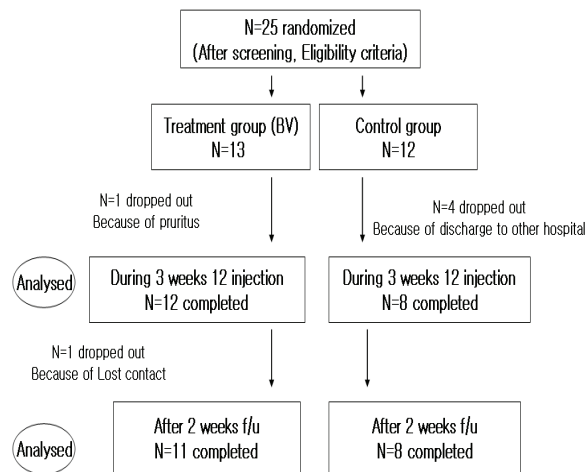 N=25 randomized
(After screening, Eligibility criteria)
Treatment group (BV)
N=13
Control group
N=12
N=1 dropped out
Because of pruritus
N=4 dropped out
Because of discharge to other hospital
Analysed
During 3 weeks 12 injection
N=12 completed
During 3 weeks 12 injection
N=8 completed
N=1 dropped out
Because of Lost contact
Analysed
After 2 weeks f/u
N=11 completed
After 2 weeks f/u
N=8 completed